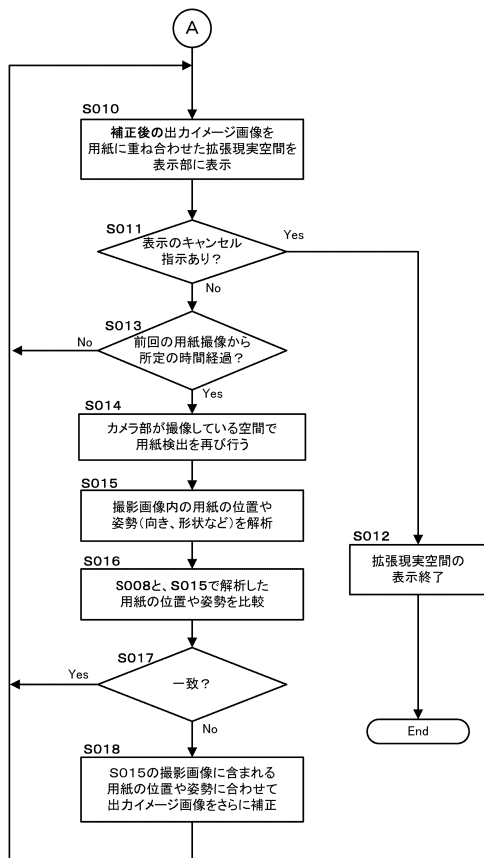 A
S010
補正後の出力イメージ画像を
用紙に重ね合わせた拡張現実空間を
表示部に表示
S011
表示のキャンセル
指示あり？
Yes
No
S013
前回の用紙撮像から
所定の時間経過？
No
Yes
S014
カメラ部が撮像している空間で
用紙検出を再び行う
S015
撮影画像内の用紙の位置や
姿勢（向き、形状など）を解析
S012
拡張現実空間の
表示終了
S016
S008と、S015で解析した
用紙の位置や姿勢を比較
S017
一致？
Yes
No
End
S018
S015の撮影画像に含まれる
用紙の位置や姿勢に合わせて
出力イメージ画像をさらに補正